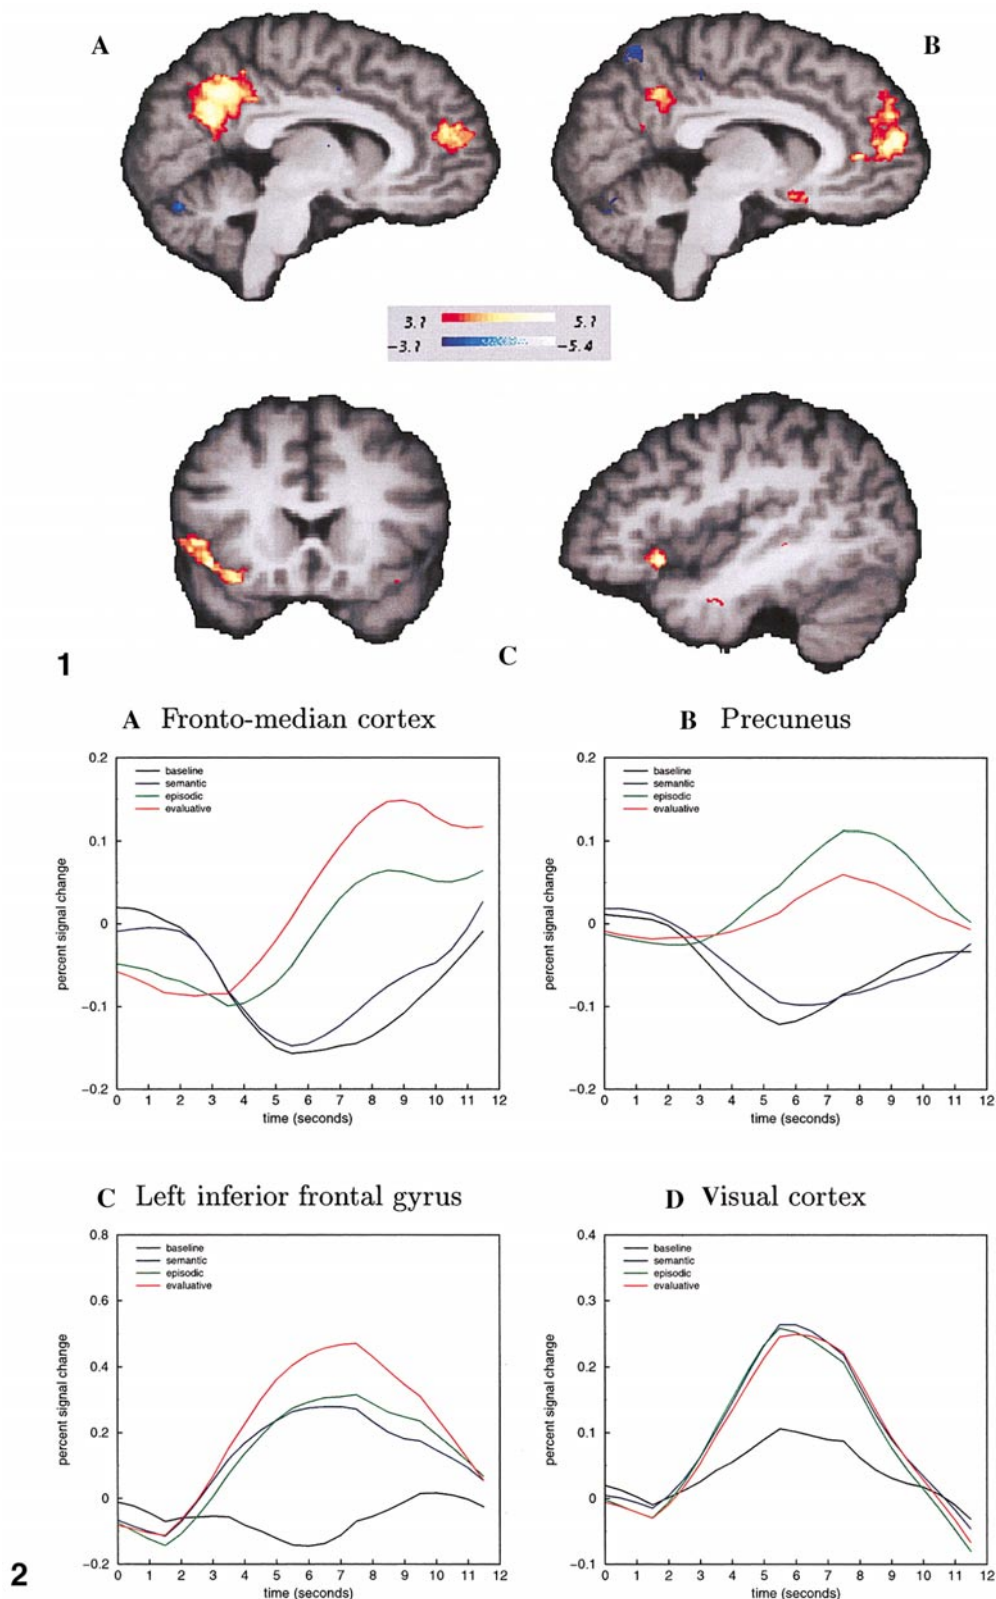 A
B
3.1 5.1
-3.1 -5.4
1
C
A Fronto-median cortex
0.2
0.1
0
-0.1
-0.2
percent signal change
baseline
semantic
episodic
evaluative
0 1 2 3 4 5 6 7 8 9 10 11 12
time (seconds)
B Precuneus
0.2
0.1
0
-0.1
-0.2
percent signal change
baseline
semantic
episodic
evaluative
0 1 2 3 4 5 6 7 8 9 10 11 12
time (seconds)
C Left inferior frontal gyrus
0.8
0.6
0.4
0.2
0
-0.2
percent signal change
baseline
semantic
episodic
evaluative
0 1 2 3 4 5 6 7 8 9 10 11 12
time (seconds)
D Visual cortex
0.4
0.3
0.2
0.1
0
-0.1
percent signal change
baseline
semantic
episodic
evaluative
0 1 2 3 4 5 6 7 8 9 10 11 12
time (seconds)
2